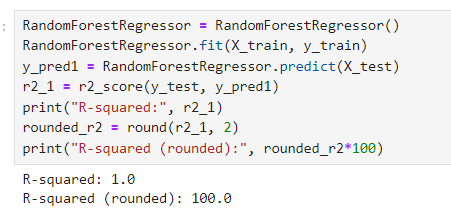 :
RandomForestRegressor = RandomForestRegressor()
RandomForestRegressor.fit(X_train, y_train)
y_pred1 = RandomForestRegressor.predict(X_test)
r2_1 = r2_score(y_test, y_pred1)
print("R-squared:", r2_1)
rounded_r2 = round(r2_1, 2)
print("R-squared (rounded):", rounded_r2*100)
R-squared: 1.0
R-squared (rounded): 100.0